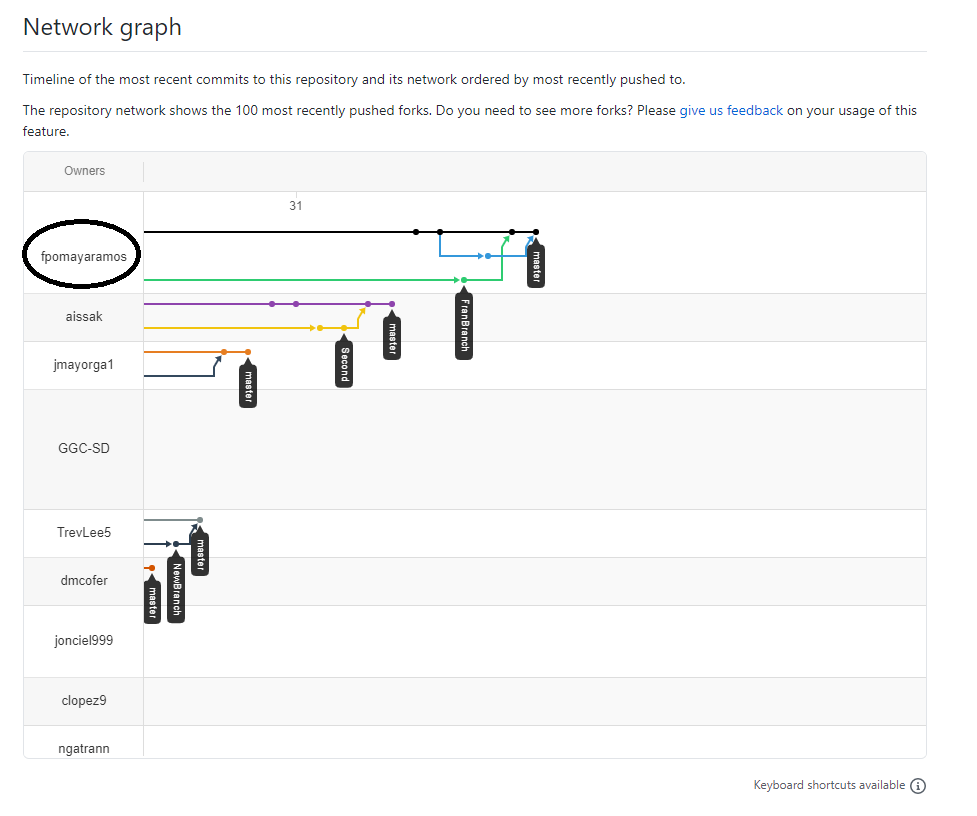 Network graph
Timeline of the most recent commits to this repository and its network ordered by most recently pushed to.
The repository network shows the 100 most recently pushed forks. Do you need to see more forks? Please give us feedback on your usage of this
feature.
Owners
31
fpomayaramos
master
FranBranch
aissak
master
Second
jmayorga1
master
GGC-SD
TrevLee5
master
NewBranch
dmcofer
master
jonciel999
clopez9
ngatrann
Keyboard shortcuts available